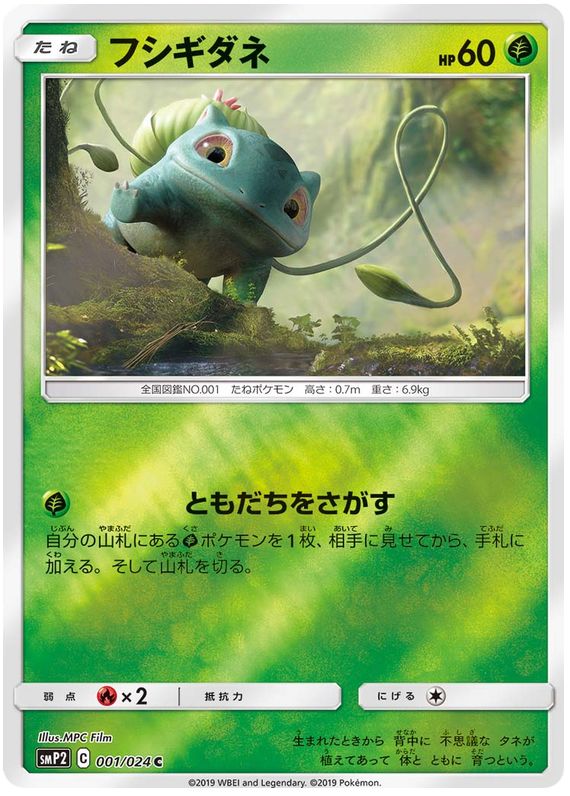 たね フシギダネ HP60
全国図鑑NO.001 たねポケモン 高さ:0.7m 重さ:6.9kg
ともだちをさがす
自分の山札にあるポケモンを1枚、相手に見せてから、手札に
加える。そして山札を切る。
弱点 ×2 抵抗力 にげる
Illus.MPC Film
SMP2 C 001/024 C
生まれたときから 背中に 不思議な タネが
植えてあって 体と ともに 育つという。
©2019 WBEI and Legendary. ©2019 Pokémon.